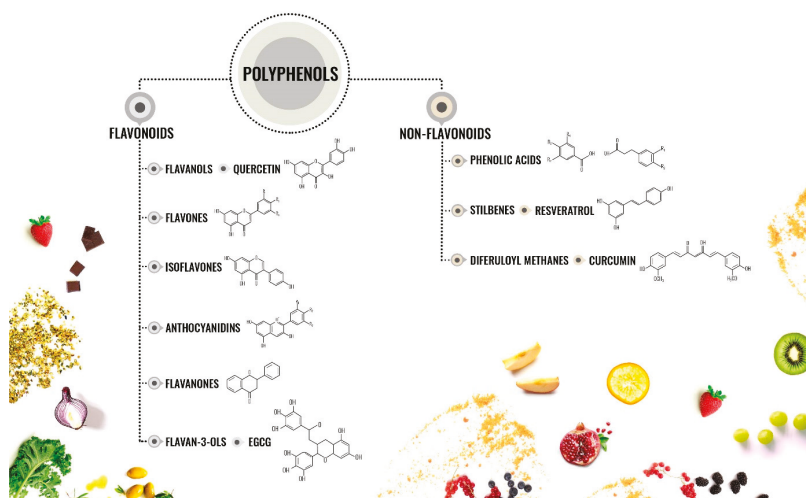 POLYPHENOLS
FLAVONOIDS
NON-FLAVONOIDS
FLAVANOLS QUERCETIN
FLAVONES
ISOFLAVONES
ANTHOCYANIDINS
FLAVANONES
FLAVAN-3-OLS EGCG
PHENOLIC ACIDS
STILBENES RESVERATROL
DIFERULOYL METHANES CURCUMIN